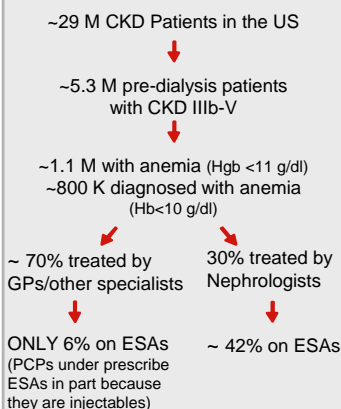 ~29 M CKD Patients in the US
~5.3 M pre-dialysis patients
with CKD IIIb-V
~1.1 M with anemia (Hgb <11 g/dl)
~800 K diagnosed with anemia
(Hb<10 g/dl)
~ 70% treated by
GPs/other specialists
30% treated by
Nephrologists
ONLY 6% on ESAs
(PCPs under prescribe
ESAs in part because
they are injectables)
~ 42% on ESAs